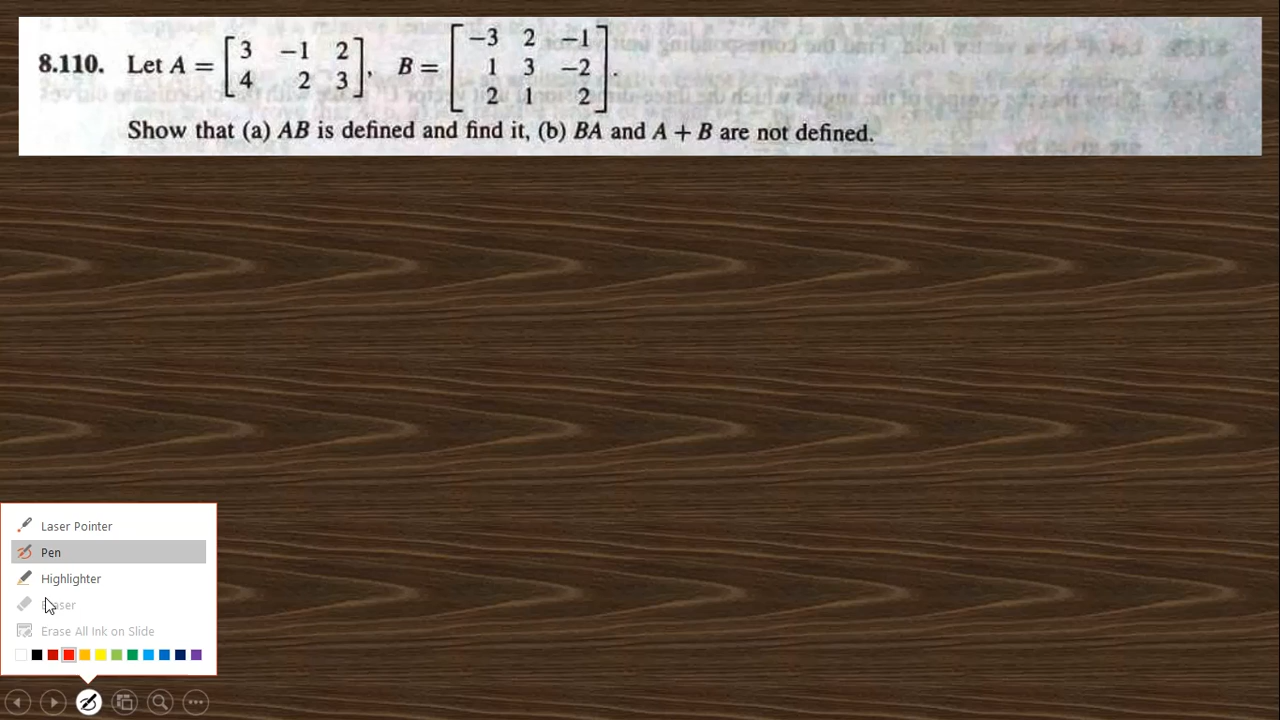 8.110. Let A = [3 −1 2], B = [−3 2 −1].
[4 2 3] [1 3 −2]
[2 1 2]
Show that (a) AB is defined and find it, (b) BA and A + B are not defined.
Laser Pointer
Pen
Highlighter
Erase All Ink on Slide